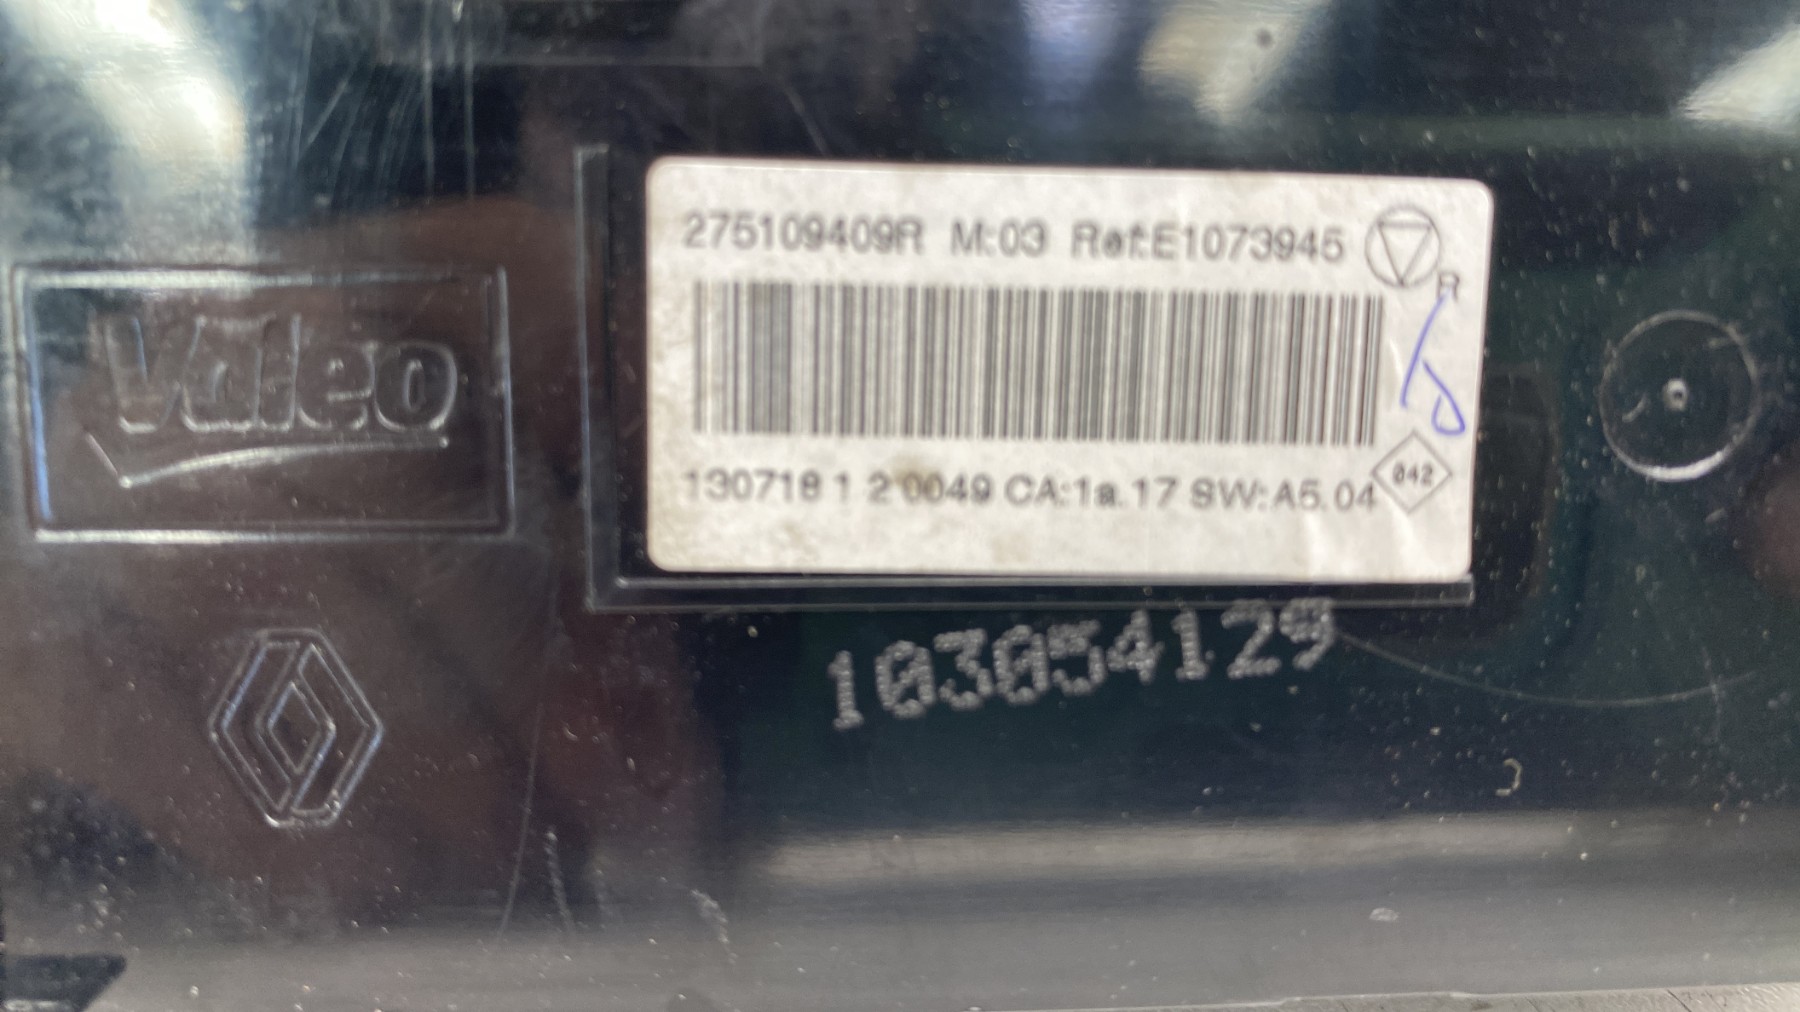 Valeo
275109409R M:03 Ref:E1073945
R
130718 1 2 0049 CA:1a.17 SW:A5.04
042
103054129